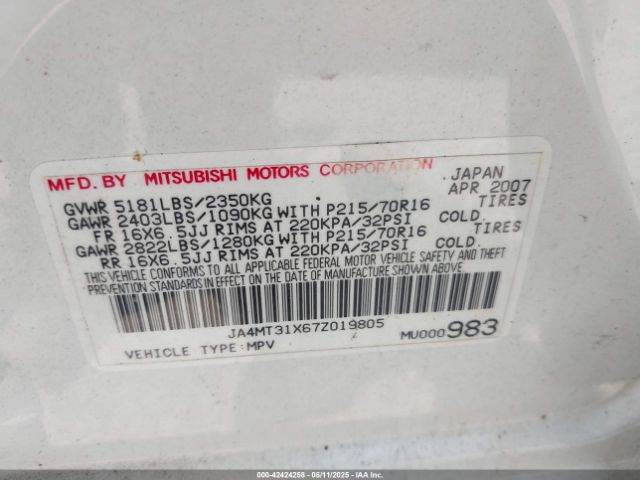 MFD. BY MITSUBISHI MOTORS CORPORATION JAPAN
APR 2007
GVWR 5181LBS/2350KG
GAWR 2403LBS/1090KG WITH P215/70R16 TIRES
FR 16X6.5JJ RIMS AT 220KPA/32PSI COLD.
GAWR 2822LBS/1280KG WITH P215/70R16 TIRES
RR 16X6.5JJ RIMS AT 220KPA/32PSI COLD.
THIS VEHICLE CONFORMS TO ALL APPLICABLE FEDERAL MOTOR VEHICLE SAFETY AND THEFT
PREVENTION STANDARDS IN EFFECT ON THE DATE OF MANUFACTURE SHOWN ABOVE.
JA4MT31X67Z019805
VEHICLE TYPE:MPV MU000983
000-42424258 - 06/11/2025 - IAAI.COM